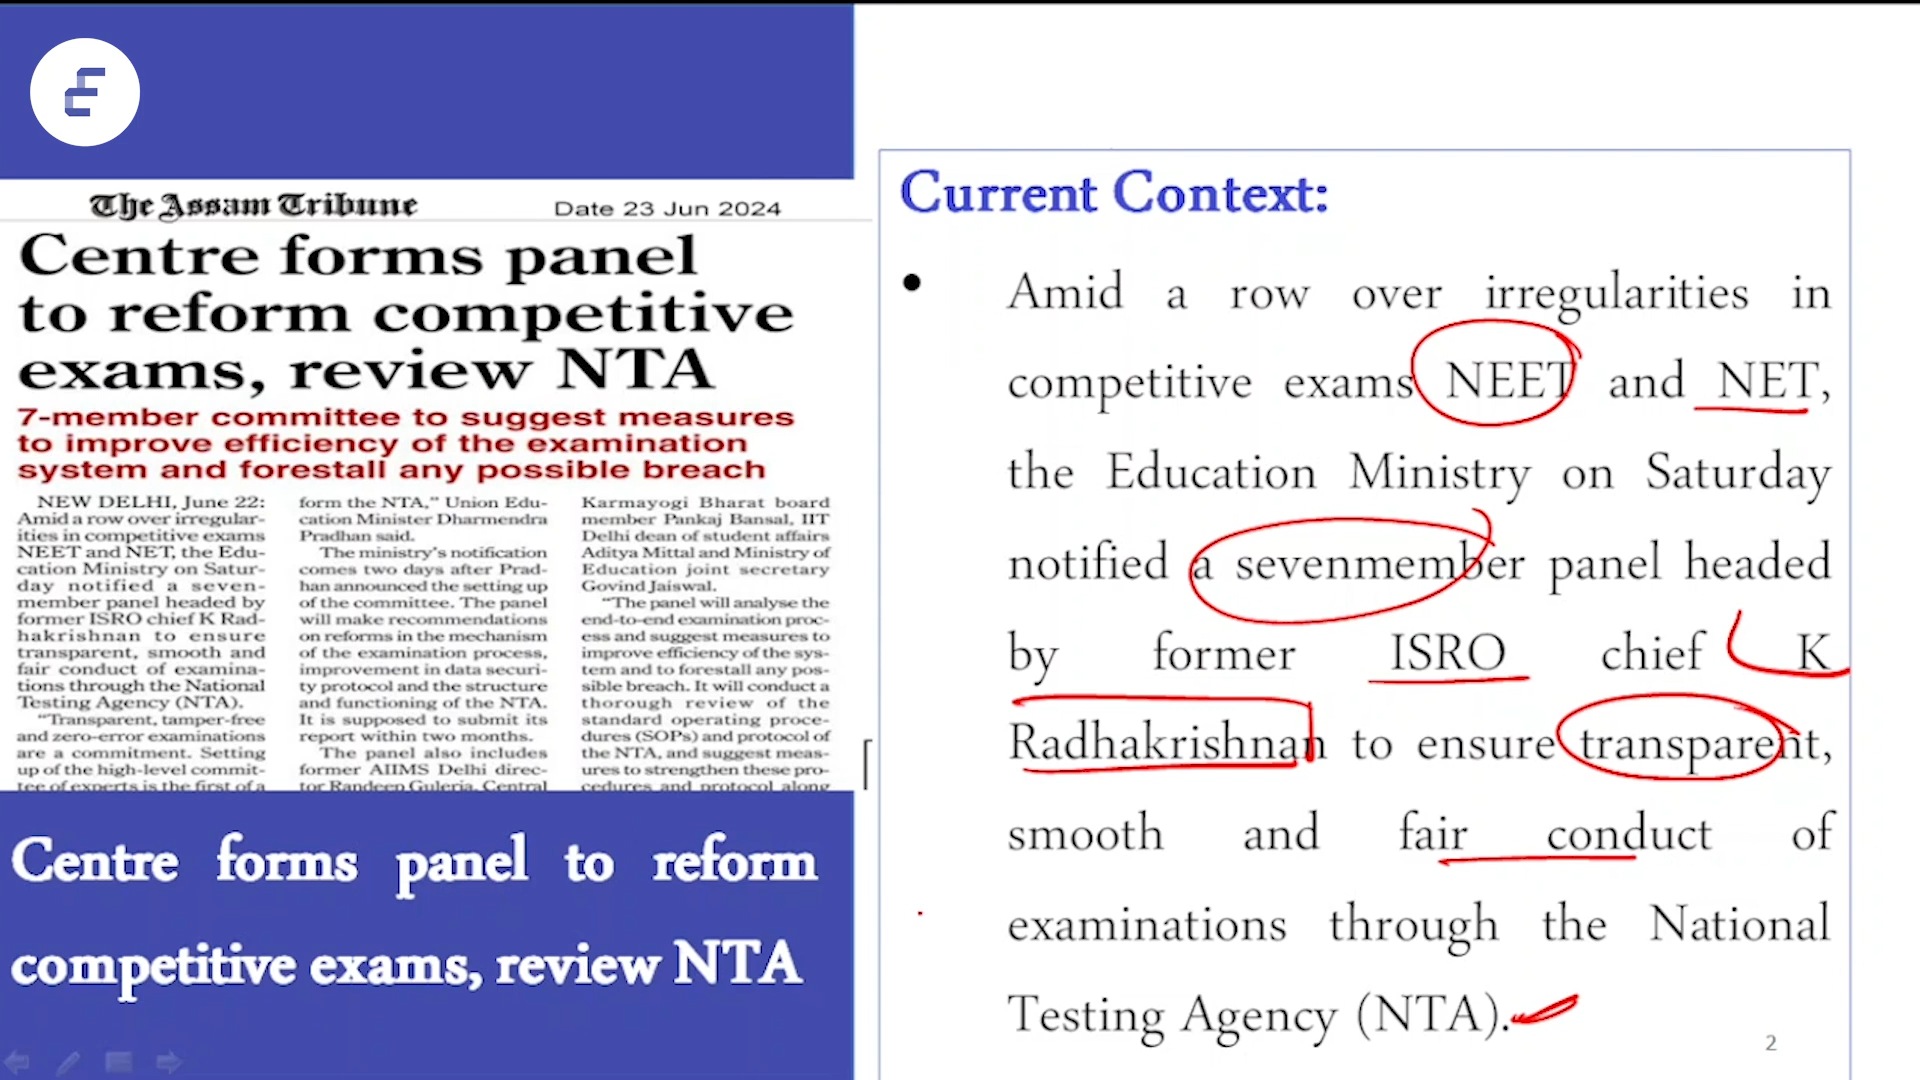 The Assam Tribune
Date 23 Jun 2024
Centre forms panel
to reform competitive
exams, review NTA
7-member committee to suggest measures
to improve efficiency of the examination
system and forestall any possible breach
NEW DELHI, June 22:
Amid a row over irregular-
ities in competitive exams
NEET and NET, the Edu-
cation Ministry on Satur-
day notified a seven-
member panel headed by
former ISRO chief K Rad-
hakrishnan to ensure
transparent, smooth and
fair conduct of examina-
tions through the National
Testing Agency (NTA).
"Transparent, tamper-free
and zero-error examinations
are a commitment. Setting
up of the high-level commit-
tee of experts is the first of a
form the NTA," Union Edu-
cation Minister Dharmendra
Pradhan said.
The ministry's notification
comes two days after Prad-
han announced the setting up
of the committee. The panel
will make recommendations
on reforms in the mechanism
of the examination process,
improvement in data securi-
ty protocol and the structure
and functioning of the NTA.
It is supposed to submit its
report within two months.
The panel also includes
former AIIMS Delhi direc-
tor Randeep Guleria, Central
Karmayogi Bharat board
member Pankaj Bansal, IIT
Delhi dean of student affairs
Aditya Mittal and Ministry of
Education joint secretary
Govind Jaiswal.
"The panel will analyse the
end-to-end examination proc-
ess and suggest measures to
improve efficiency of the sys-
tem and to forestall any pos-
sible breach. It will conduct a
thorough review of the
standard operating proce-
dures (SOPs) and protocol of
the NTA, and suggest meas-
ures to strengthen these pro-
cedures and protocol along
Centre forms panel to reform
competitive exams, review NTA
Current Context:
• Amid a row over irregularities in
competitive exams NEET and NET,
the Education Ministry on Saturday
notified a sevenmember panel headed
by former ISRO chief K
Radhakrishnan to ensure transparent,
smooth and fair conduct of
examinations through the National
Testing Agency (NTA).
2